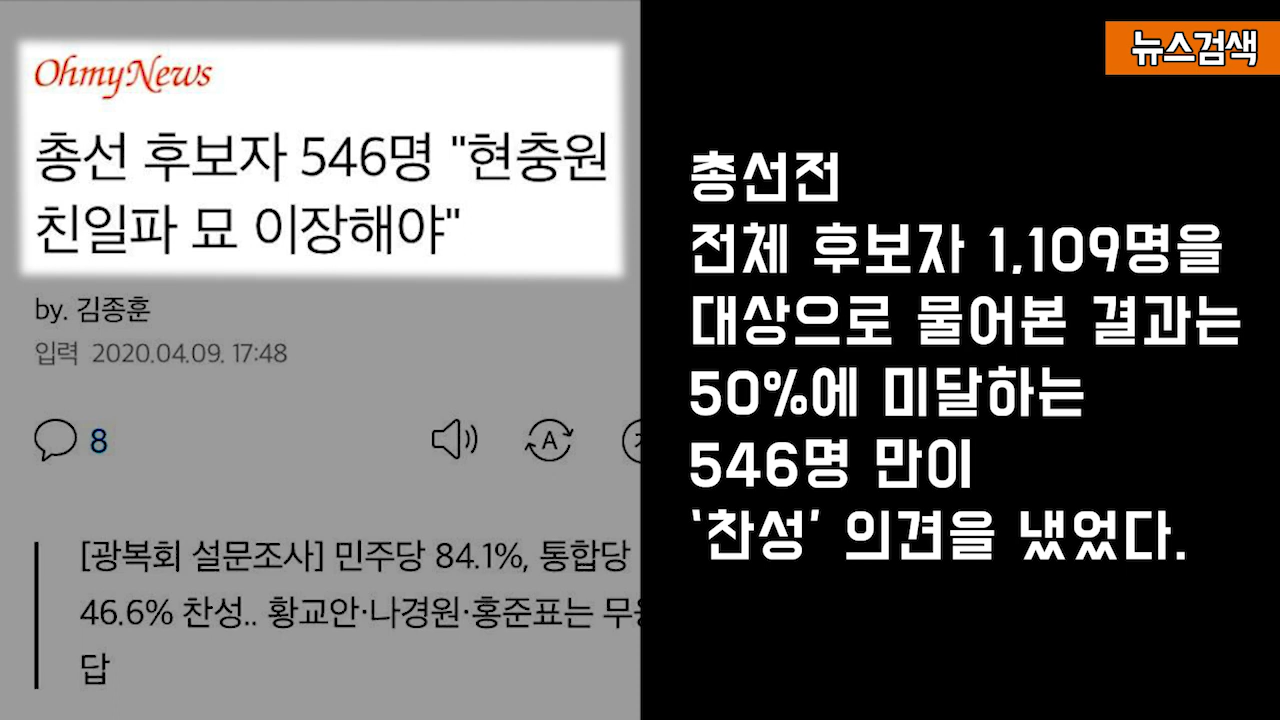 OhmyNews
총선 후보자 546명 "현충원
친일파 묘 이장해야"
by. 김종훈
입력 2020.04.09. 17:48
8
A
[광복회 설문조사] 민주당 84.1%, 통합당
46.6% 찬성.. 황교안·나경원·홍준표는 무응
답
뉴스검색
총선전
전체 후보자 1,109명을
대상으로 물어본 결과는
50%에 미달하는
546명 만이
‘찬성’ 의견을 냈었다.